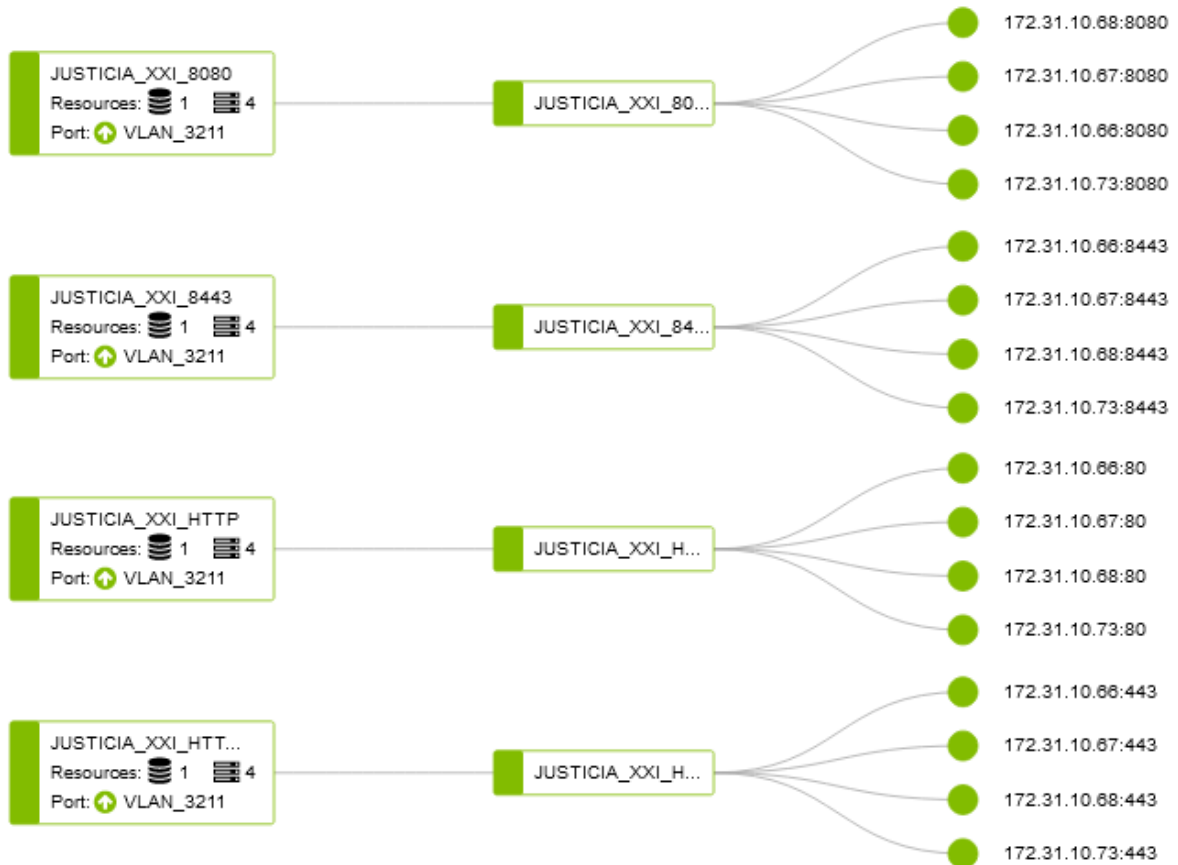 JUSTICIA_XXI_8080
Resources: 1 4
Port: VLAN_3211
JUSTICIA_XXI_80...
172.31.10.68:8080
172.31.10.67:8080
172.31.10.66:8080
172.31.10.73:8080
JUSTICIA_XXI_8443
Resources: 1 4
Port: VLAN_3211
JUSTICIA_XXI_84...
172.31.10.66:8443
172.31.10.67:8443
172.31.10.68:8443
172.31.10.73:8443
JUSTICIA_XXI_HTTP
Resources: 1 4
Port: VLAN_3211
JUSTICIA_XXI_H...
172.31.10.66:80
172.31.10.67:80
172.31.10.68:80
172.31.10.73:80
JUSTICIA_XXI_HTT...
Resources: 1 4
Port: VLAN_3211
JUSTICIA_XXI_H...
172.31.10.66:443
172.31.10.67:443
172.31.10.68:443
172.31.10.73:443